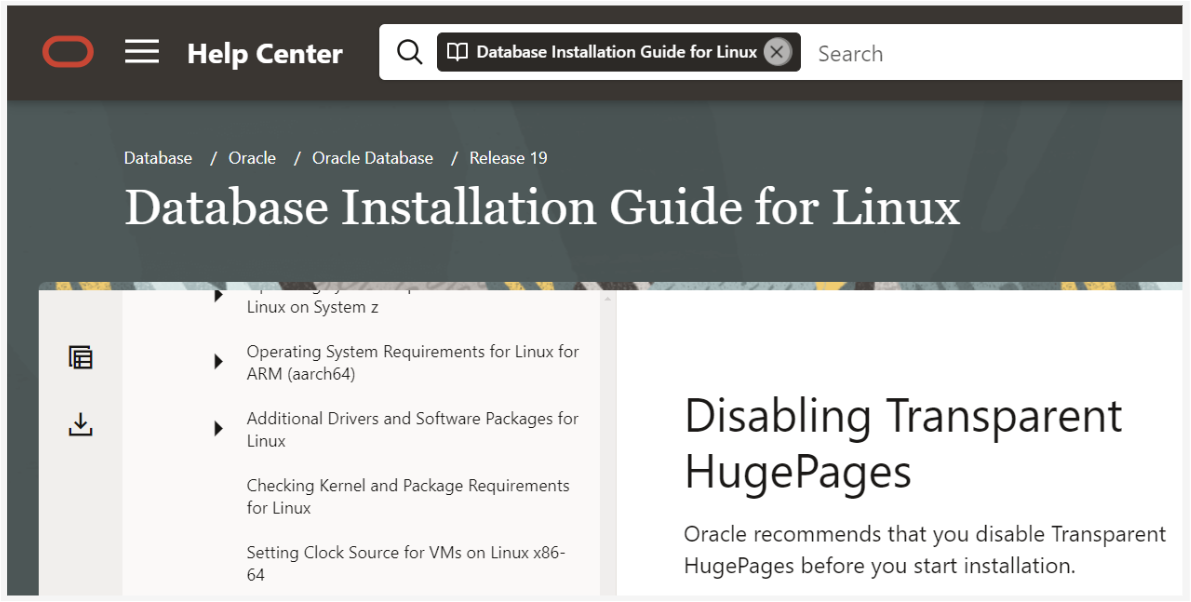 Help Center
Database Installation Guide for Linux
Search
Database / Oracle / Oracle Database / Release 19
Database Installation Guide for Linux
Linux on System z
Operating System Requirements for Linux for
ARM (aarch64)
Additional Drivers and Software Packages for
Linux
Checking Kernel and Package Requirements
for Linux
Setting Clock Source for VMs on Linux x86-
64
Disabling Transparent
HugePages
Oracle recommends that you disable Transparent
HugePages before you start installation.